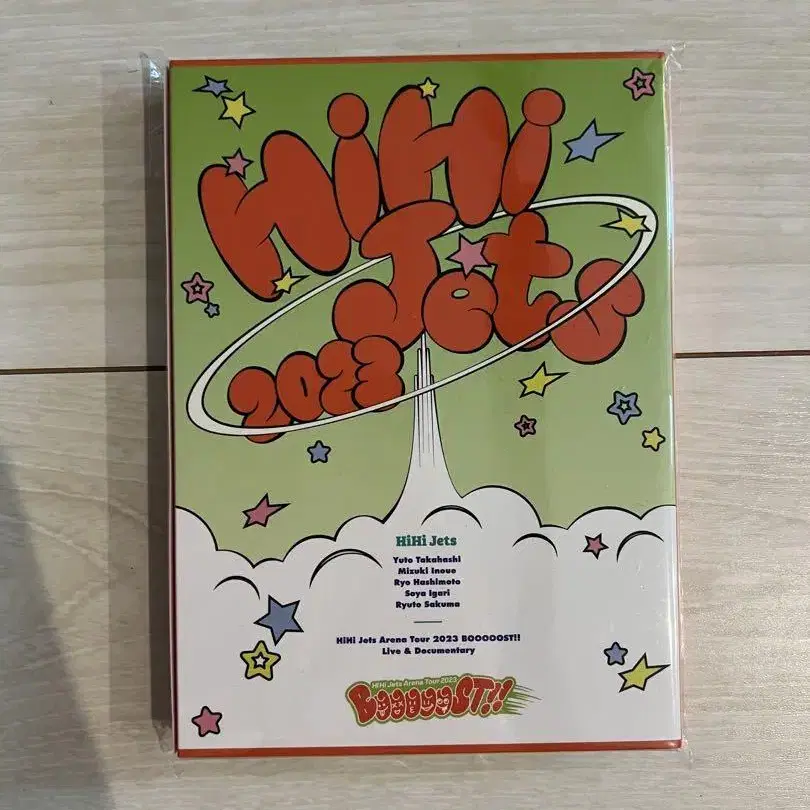 HiHi
Jets
2023
HiHi Jets
Yuto Takahashi
Mizuki Inoue
Ryo Hashimoto
Soya Igari
Ryuto Sakuma
HiHi Jets Arena Tour 2023 BOOOOOST!!
Live & Documentary
HiHi Jets Arena Tour 2023
BOOOOOST!!